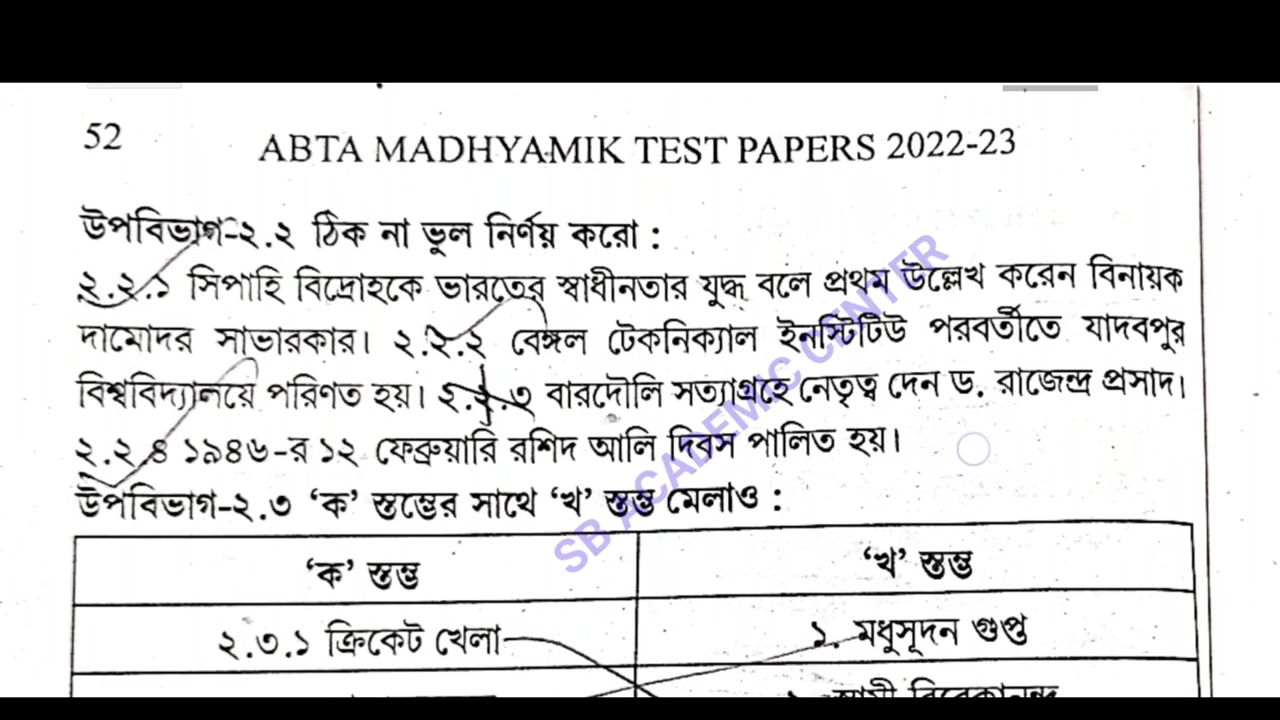 52
ABTA MADHYAMIK TEST PAPERS 2022-23
উপবিভাগ-২.২ ঠিক না ভুল নির্ণয় করো :
২.২.১ সিপাহি বিদ্রোহকে ভারতের স্বাধীনতার যুদ্ধ বলে প্রথম উল্লেখ করেন বিনায়ক
দামোদর সাভারকার। ২.২.২ বেঙ্গল টেকনিক্যাল ইনস্টিটিউ পরবর্তীতে যাদবপুর
বিশ্ববিদ্যালয়ে পরিণত হয়। ২.২.৩ বারদৌলি সত্যাগ্রহে নেতৃত্ব দেন ড. রাজেন্দ্র প্রসাদ।
২.২.৪ ১৯৪৬-র ১২ ফেব্রুয়ারি রশিদ আলি দিবস পালিত হয়।
উপবিভাগ-২.৩ ‘ক’ স্তম্ভের সাথে ‘খ’ স্তম্ভ মেলাও :
‘ক’ স্তম্ভ
‘খ’ স্তম্ভ
২.৩.১ ক্রিকেট খেলা
১. মধুসূদন গুপ্ত
SB ACADEMIC CENTER